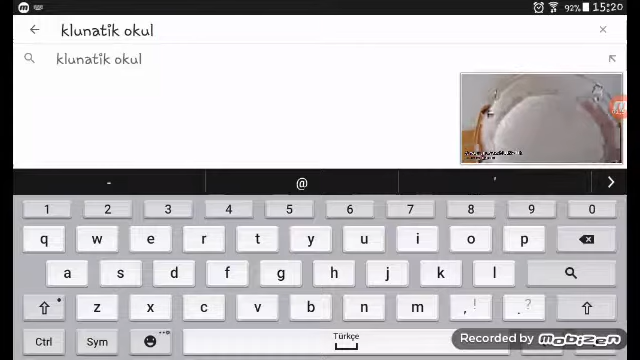 92% 15:20
klunatik okul
klunatik okul
- @ '
1 2 3 4 5 6 7 8 9 0
q w e r t y u i o p
a s d f g h j k l
z x c v b n m , ! . ?
Ctrl Sym Türkçe
Recorded by mobizen